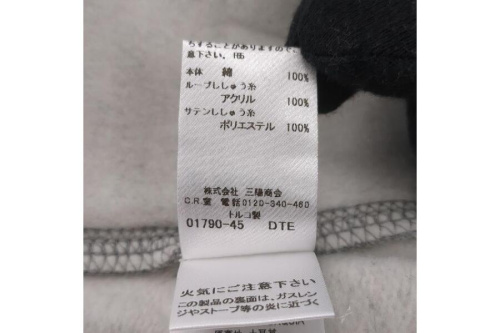 ちすることがありますので、
意下さい。R5
本体 綿 100%
ループししゅう糸
アクリル 100%
サテンししゅう糸
ポリエステル 100%
株式会社 三陽商会
C.R.室 電話0120-340-460
トルコ製
01790-45 DTE
火気にご注意下さい
この製品の裏面は、ガスレン
ジやストーブ等の炎に近づく